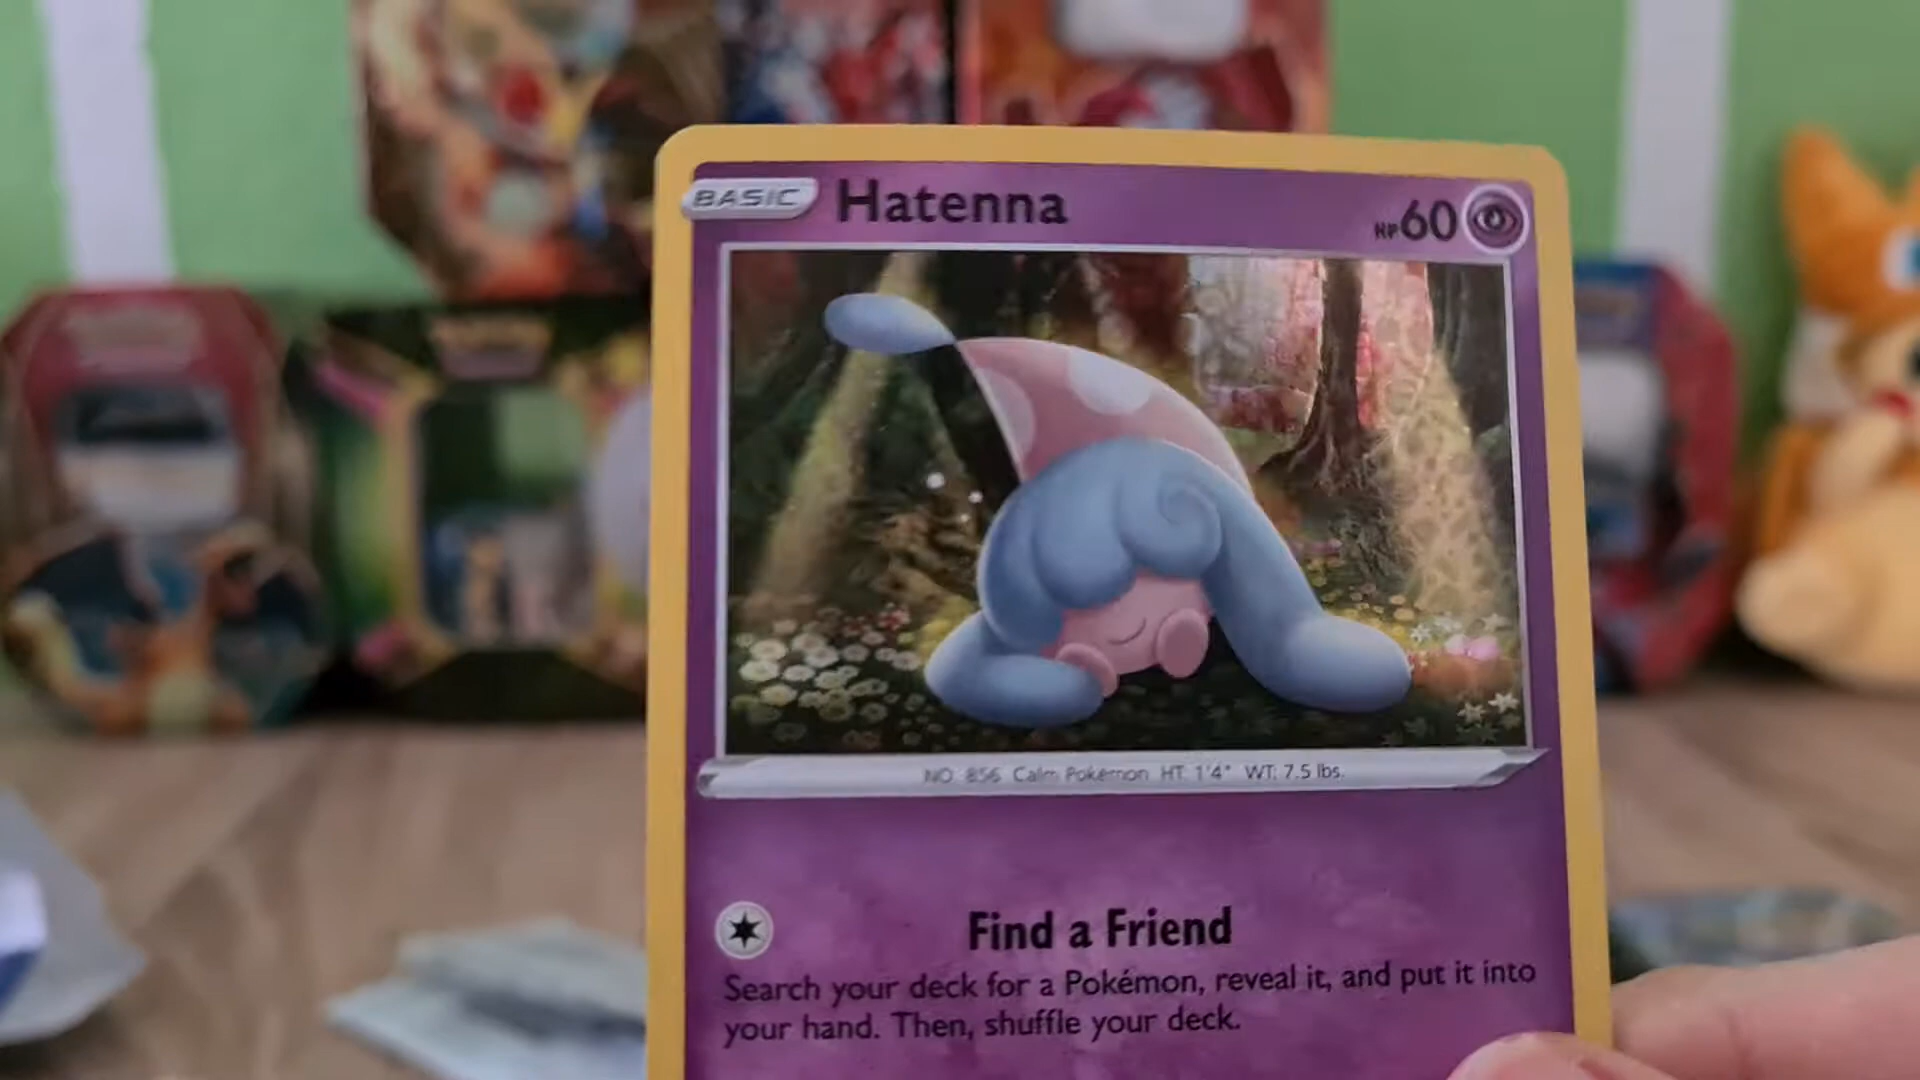 BASIC Hatenna HP60
NO. 856 Calm Pokémon HT: 1'4" WT: 7.5 lbs.
Find a Friend
Search your deck for a Pokémon, reveal it, and put it into
your hand. Then, shuffle your deck.